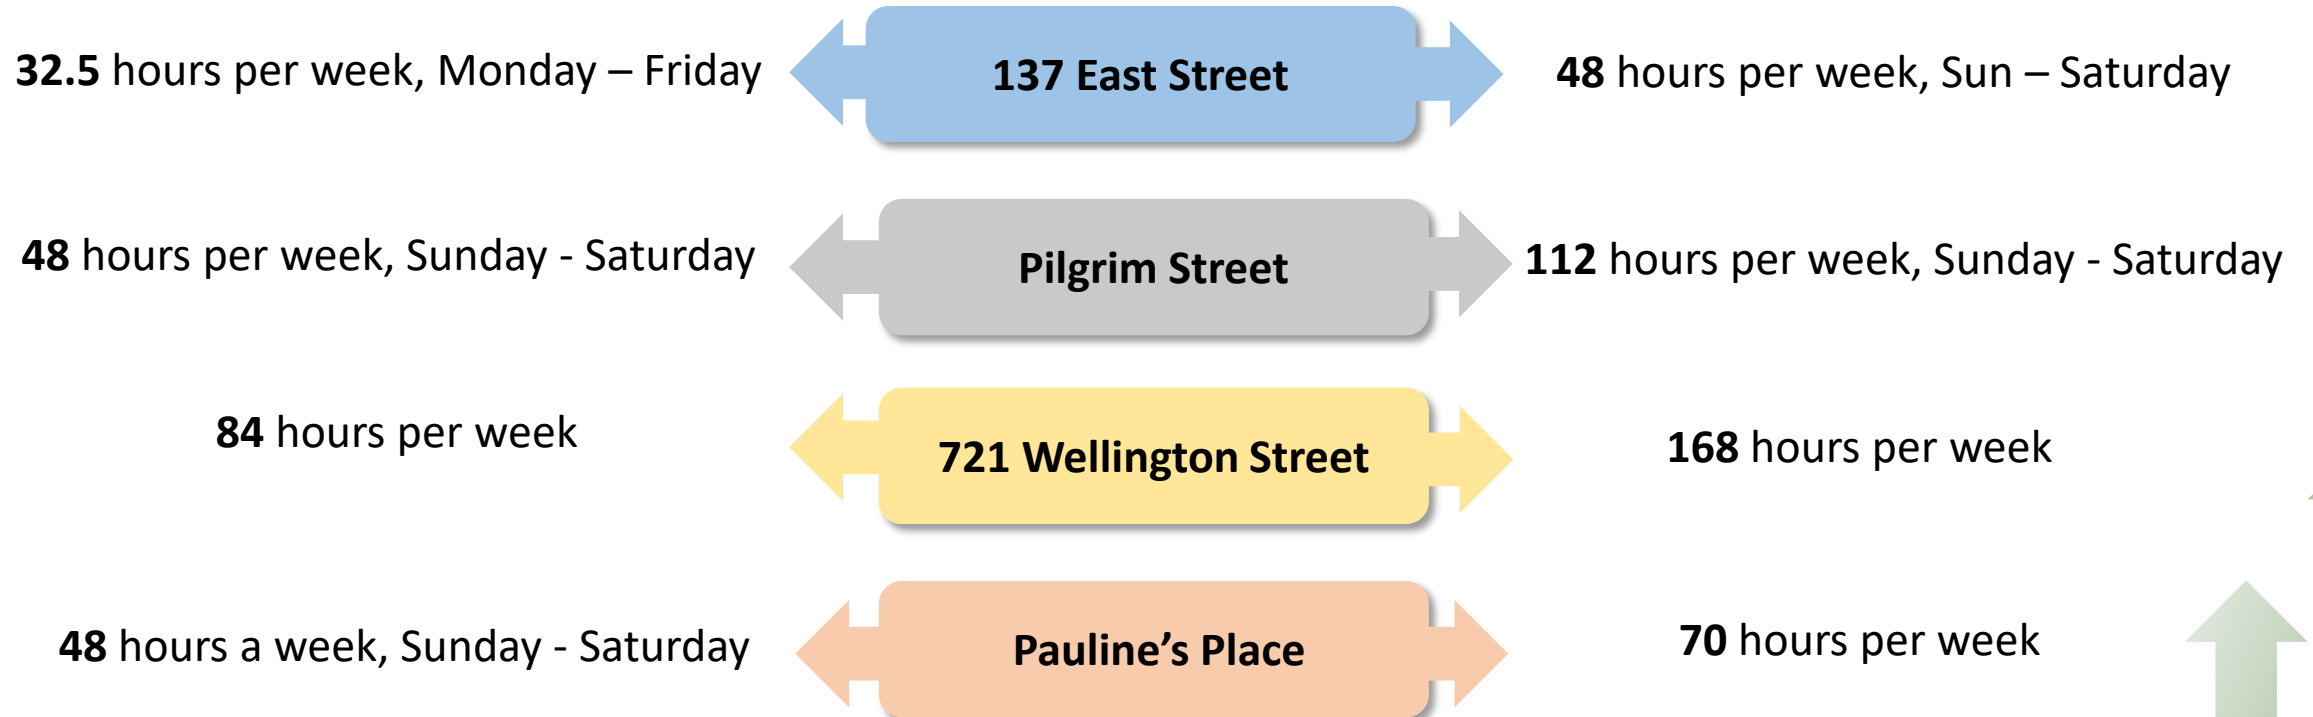 32.5 hours per week, Monday – Friday
137 East Street
48 hours per week, Sun – Saturday
48 hours per week, Sunday - Saturday
Pilgrim Street
112 hours per week, Sunday - Saturday
84 hours per week
721 Wellington Street
168 hours per week
48 hours a week, Sunday - Saturday
Pauline’s Place
70 hours per week